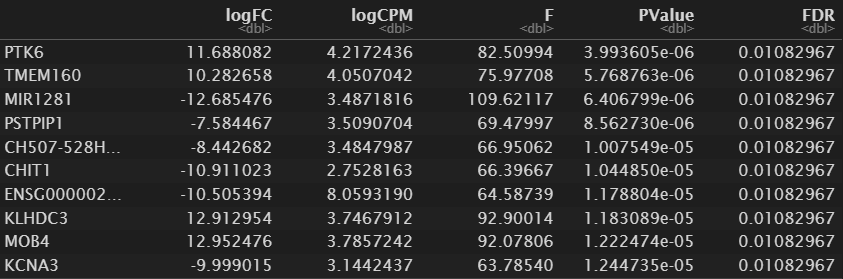 logFC logCPM F PValue FDR
<dbl> <dbl> <dbl> <dbl> <dbl>
PTK6 11.688082 4.2172436 82.50994 3.993605e-06 0.01082967
TMEM160 10.282658 4.0507042 75.97708 5.768763e-06 0.01082967
MIR1281 -12.685476 3.4871816 109.62117 6.406799e-06 0.01082967
PSTPIP1 -7.584467 3.5090704 69.47997 8.562730e-06 0.01082967
CH507-528H... -8.442682 3.4847987 66.95062 1.007549e-05 0.01082967
CHIT1 -10.911023 2.7528163 66.39667 1.044850e-05 0.01082967
ENSG000002... -10.505394 8.0593190 64.58739 1.178804e-05 0.01082967
KLHDC3 12.912954 3.7467912 92.90014 1.183089e-05 0.01082967
MOB4 12.952476 3.7857242 92.07806 1.222474e-05 0.01082967
KCNA3 -9.999015 3.1442437 63.78540 1.244735e-05 0.01082967